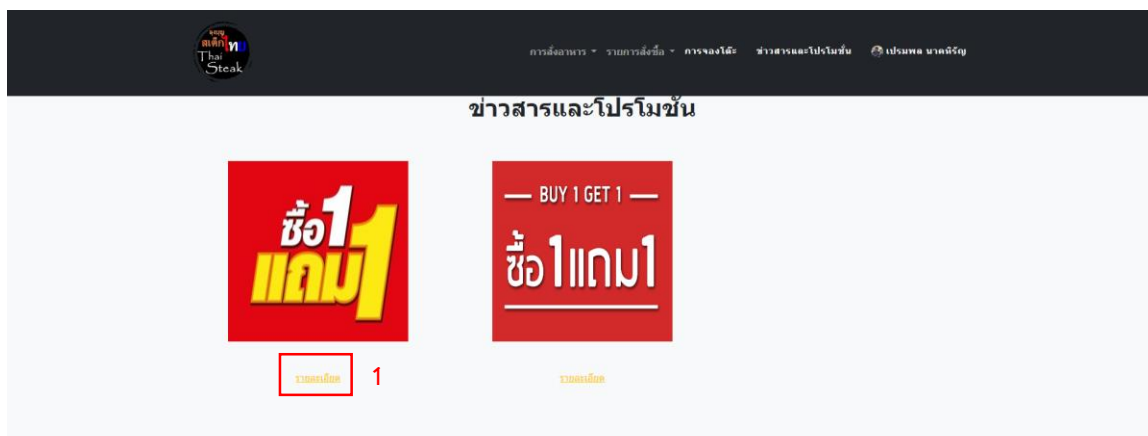 สเต็กไทย
Thai
Steak
การสั่งอาหาร รายการสั่งซื้อ การจองโต๊ะ ข่าวสารและโปรโมชั่น เปรมพล นาคหิรัญ
ข่าวสารและโปรโมชัน
ซื้อ1
แถม1
BUY 1 GET 1
ซื้อ1แถม1
รายละเอียด 1
รายละเอียด